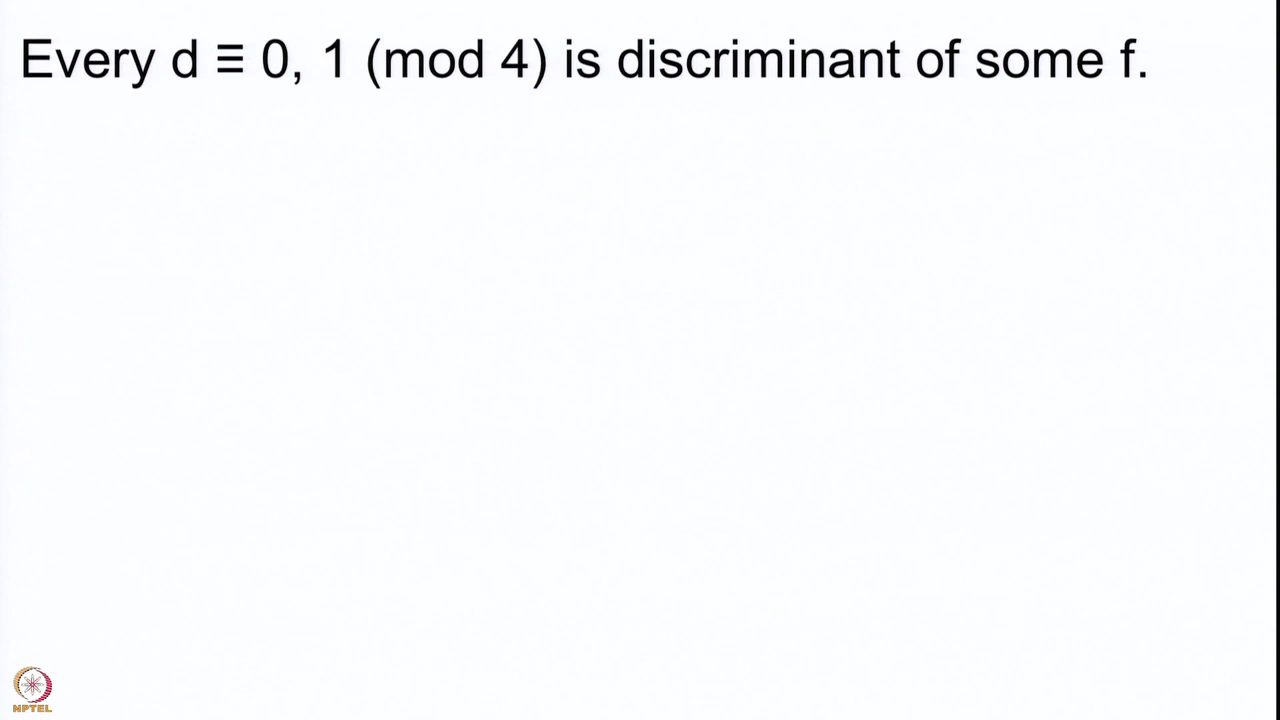 Every d ≡ 0, 1 (mod 4) is discriminant of some f.
NPTEL